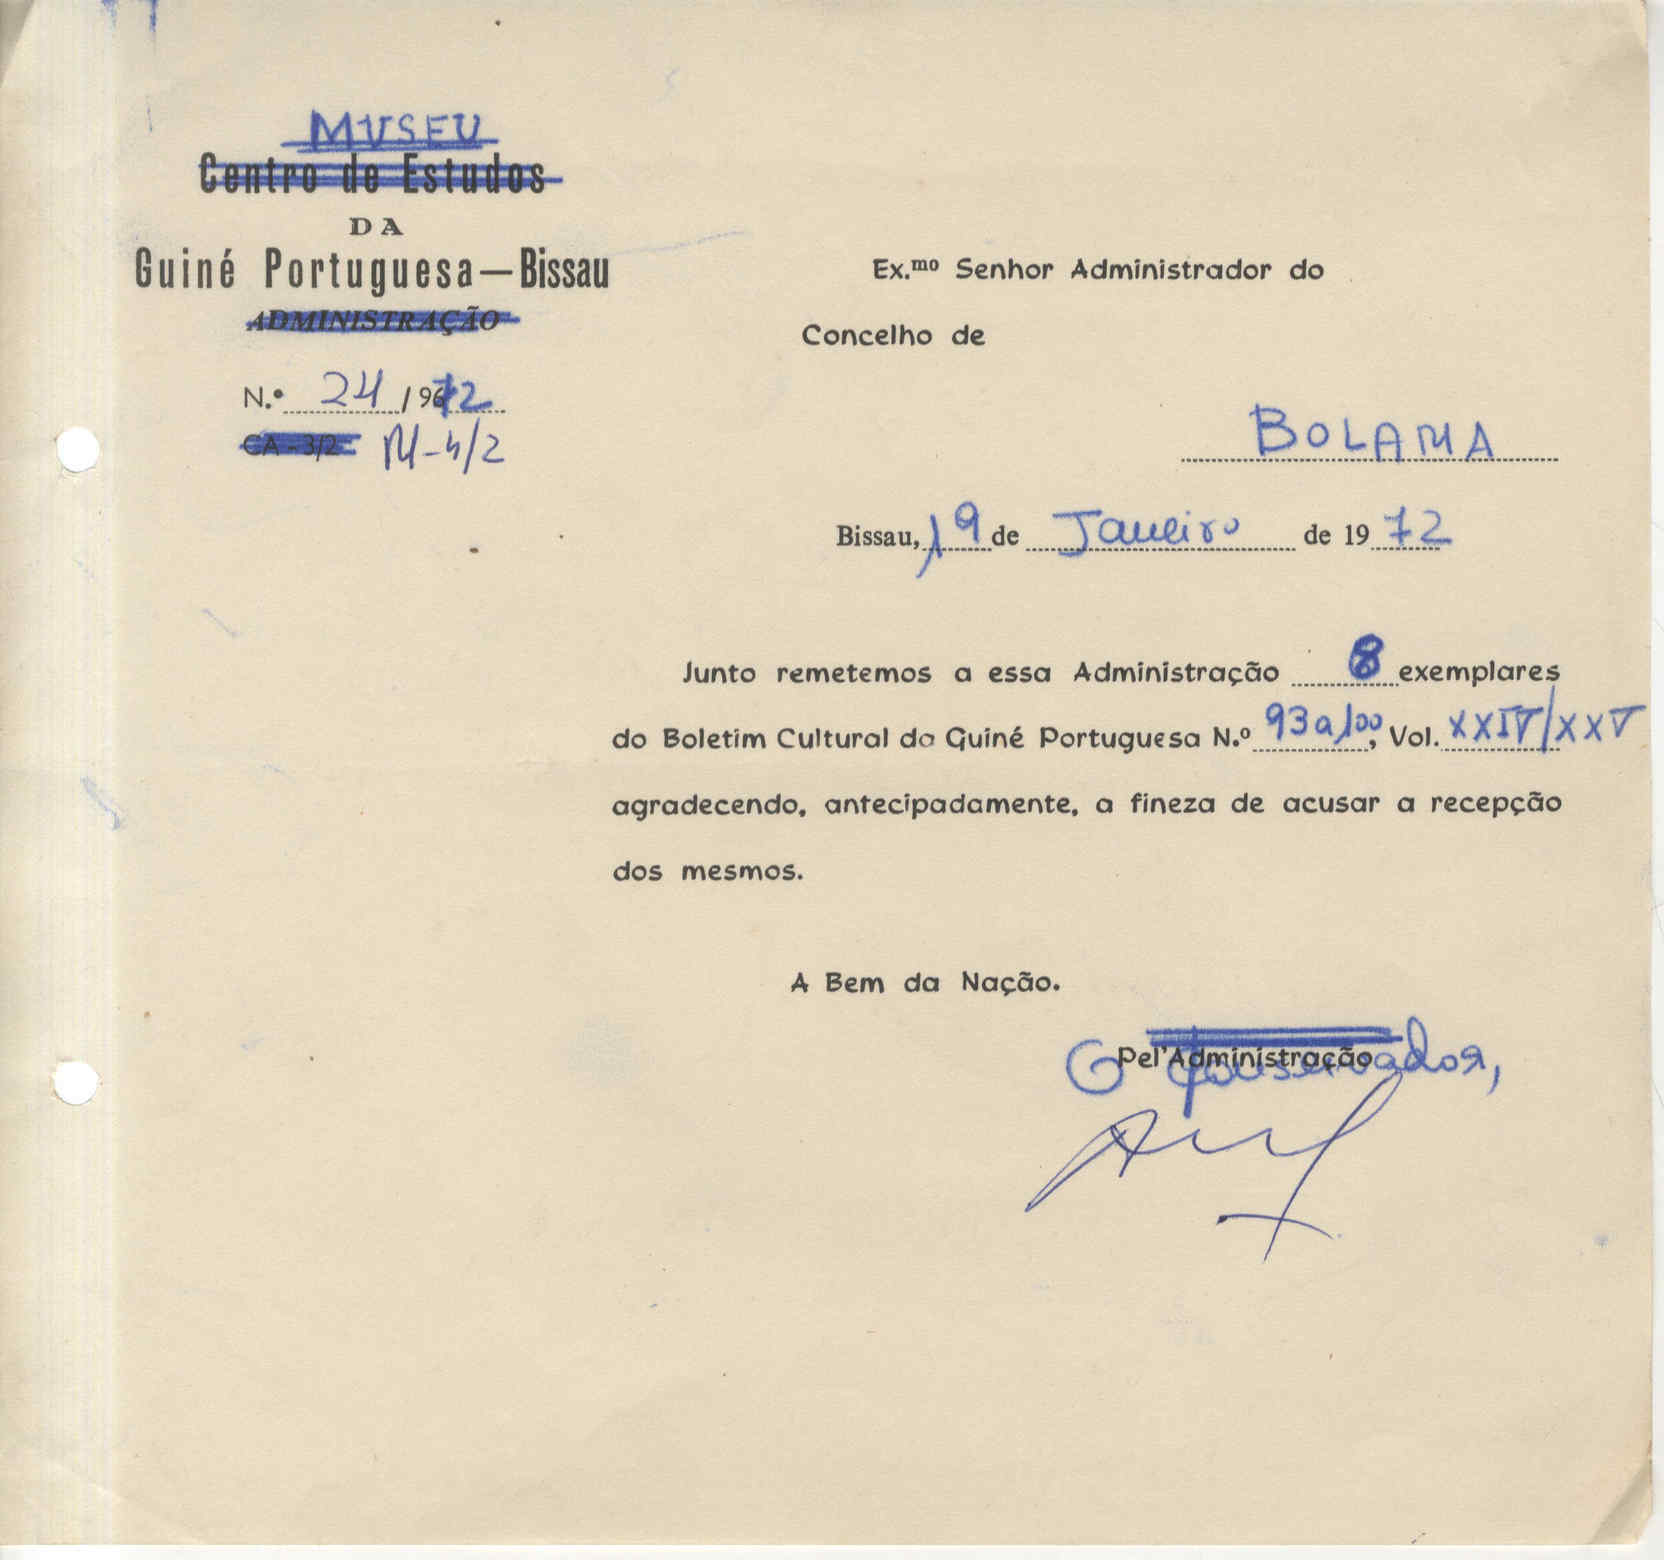 MUSEU
Centro de Estudos
DA
Guiné Portuguesa—Bissau
ADMINISTRAÇÃO
N.º 24 /1972
CA - 3/2 M-4/2
Ex.mo Senhor Administrador do
Concelho de
BOLAMA
Bissau, 19 de Janeiro de 1972
Junto remetemos a essa Administração 8 exemplares
do Boletim Cultural da Guiné Portuguesa N.º 93 a 100, Vol. XXIV/XXV
agradecendo, antecipadamente, a fineza de acusar a recepção
dos mesmos.
A Bem da Nação.
Pel'Administração
O Conservador,